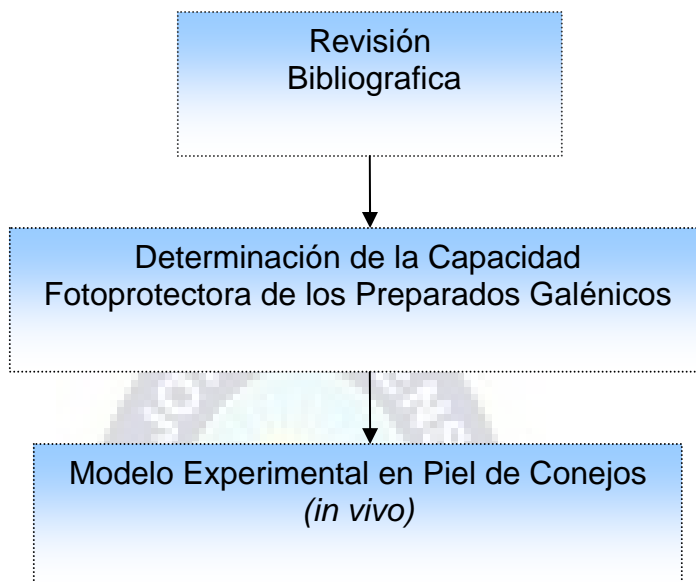 Revisión
Bibliografica
Determinación de la Capacidad
Fotoprotectora de los Preparados Galénicos
Modelo Experimental en Piel de Conejos
(in vivo)